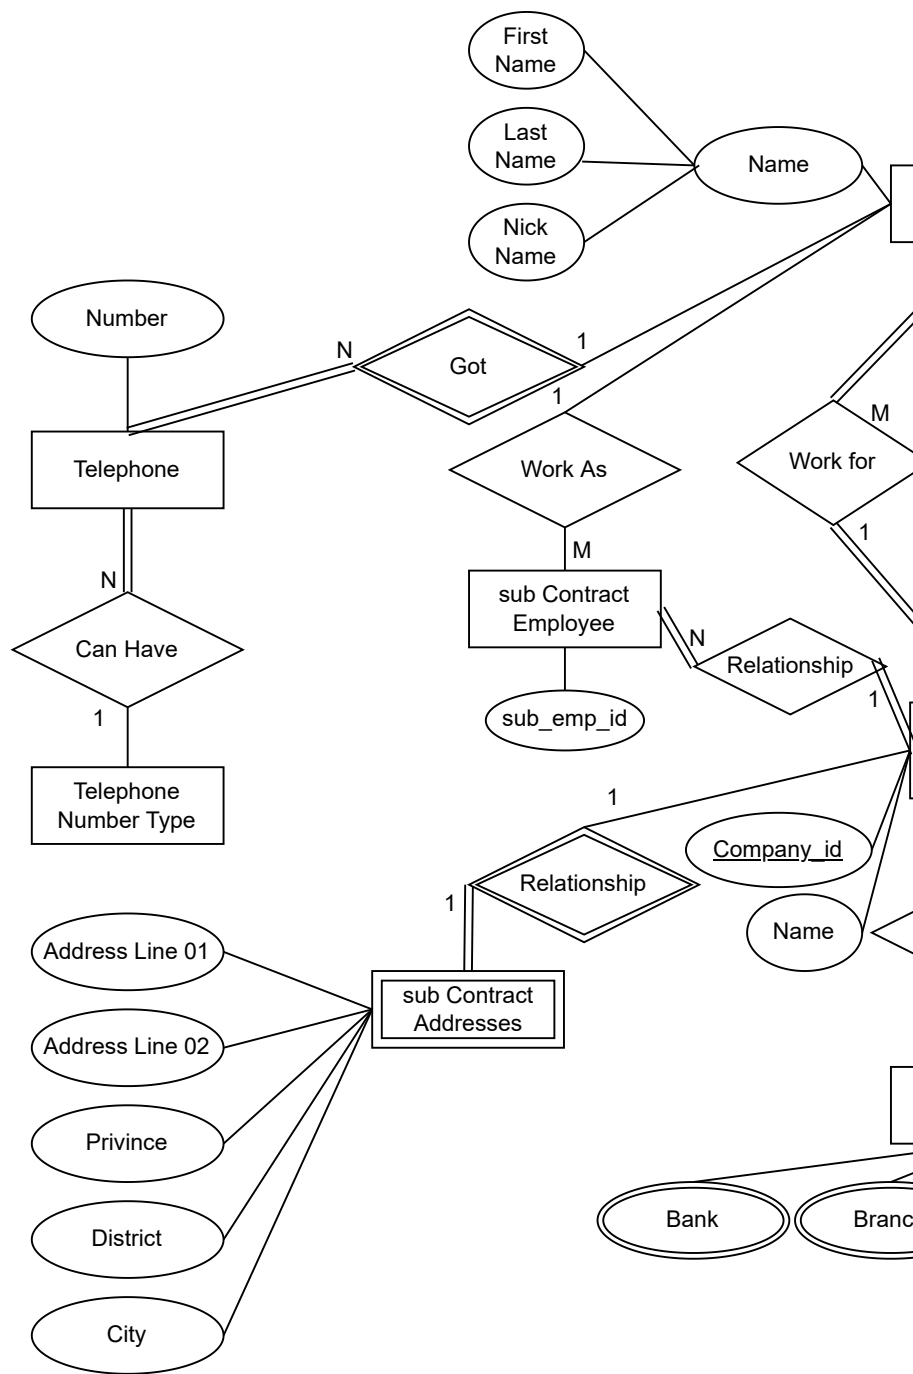 First
Name
Last
Name
Name
Nick
Name
Number
N
1
Got
1
M
Telephone
Work As
Work for
1
M
N
sub Contract
Employee
N
Can Have
Relationship
1
1
sub_emp_id
Telephone
Number Type
1
Company_id
Relationship
1
Name
Address Line 01
sub Contract
Addresses
Address Line 02
Privince
Bank
Branc
District
City